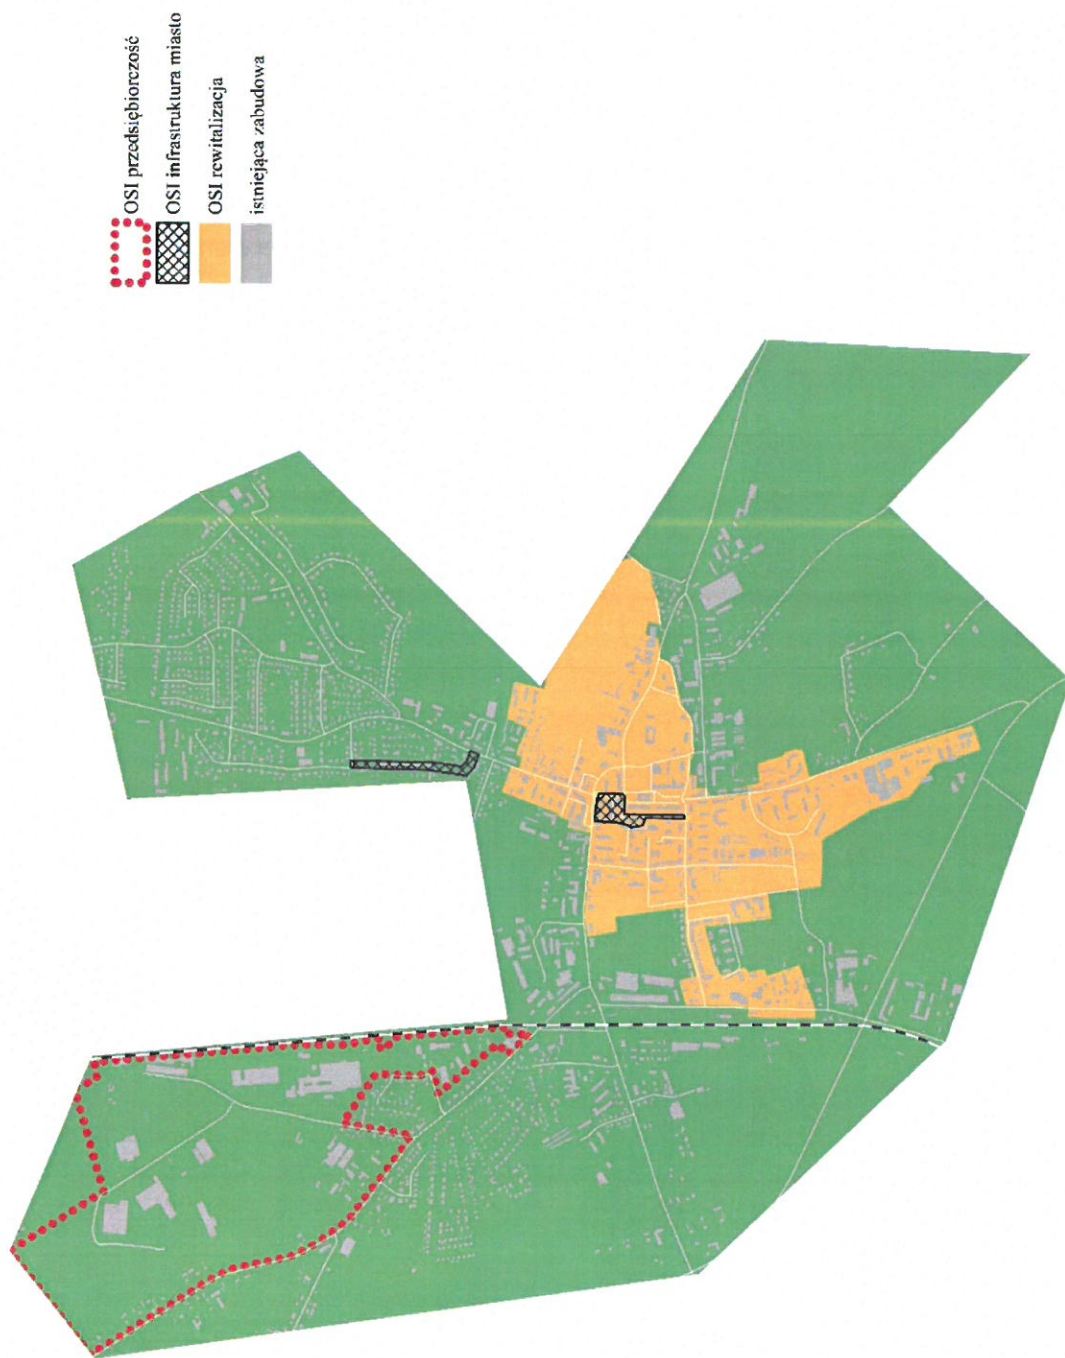 OSI przedsiębiorczość
OSI infrastruktura miasto
OSI rewitalizacja
istniejąca zabudowa